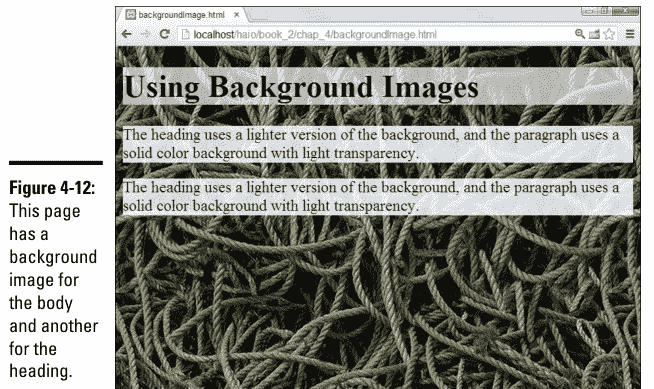 backgroundImage.html
localhost/haio/book_2/chap_4/backgroundImage.html
Using Background Images
The heading uses a lighter version of the background, and the paragraph uses a
solid color background with light transparency.
The heading uses a lighter version of the background, and the paragraph uses a
solid color background with light transparency.
Figure 4-12:
This page
has a
background
image for
the body
and another
for the
heading.